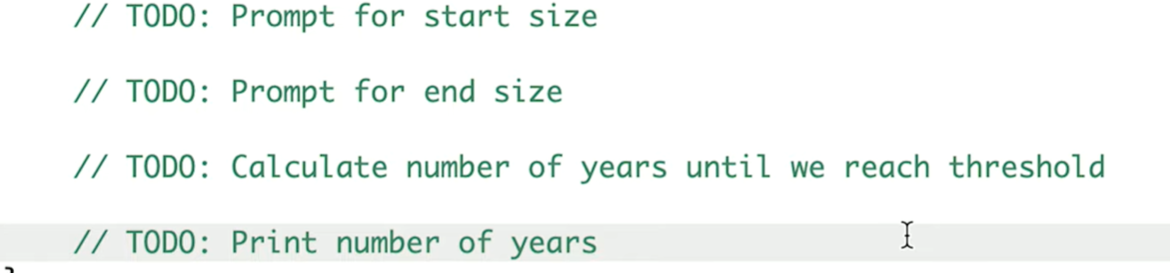 // TODO: Prompt for start size
// TODO: Prompt for end size
// TODO: Calculate number of years until we reach threshold
// TODO: Print number of years